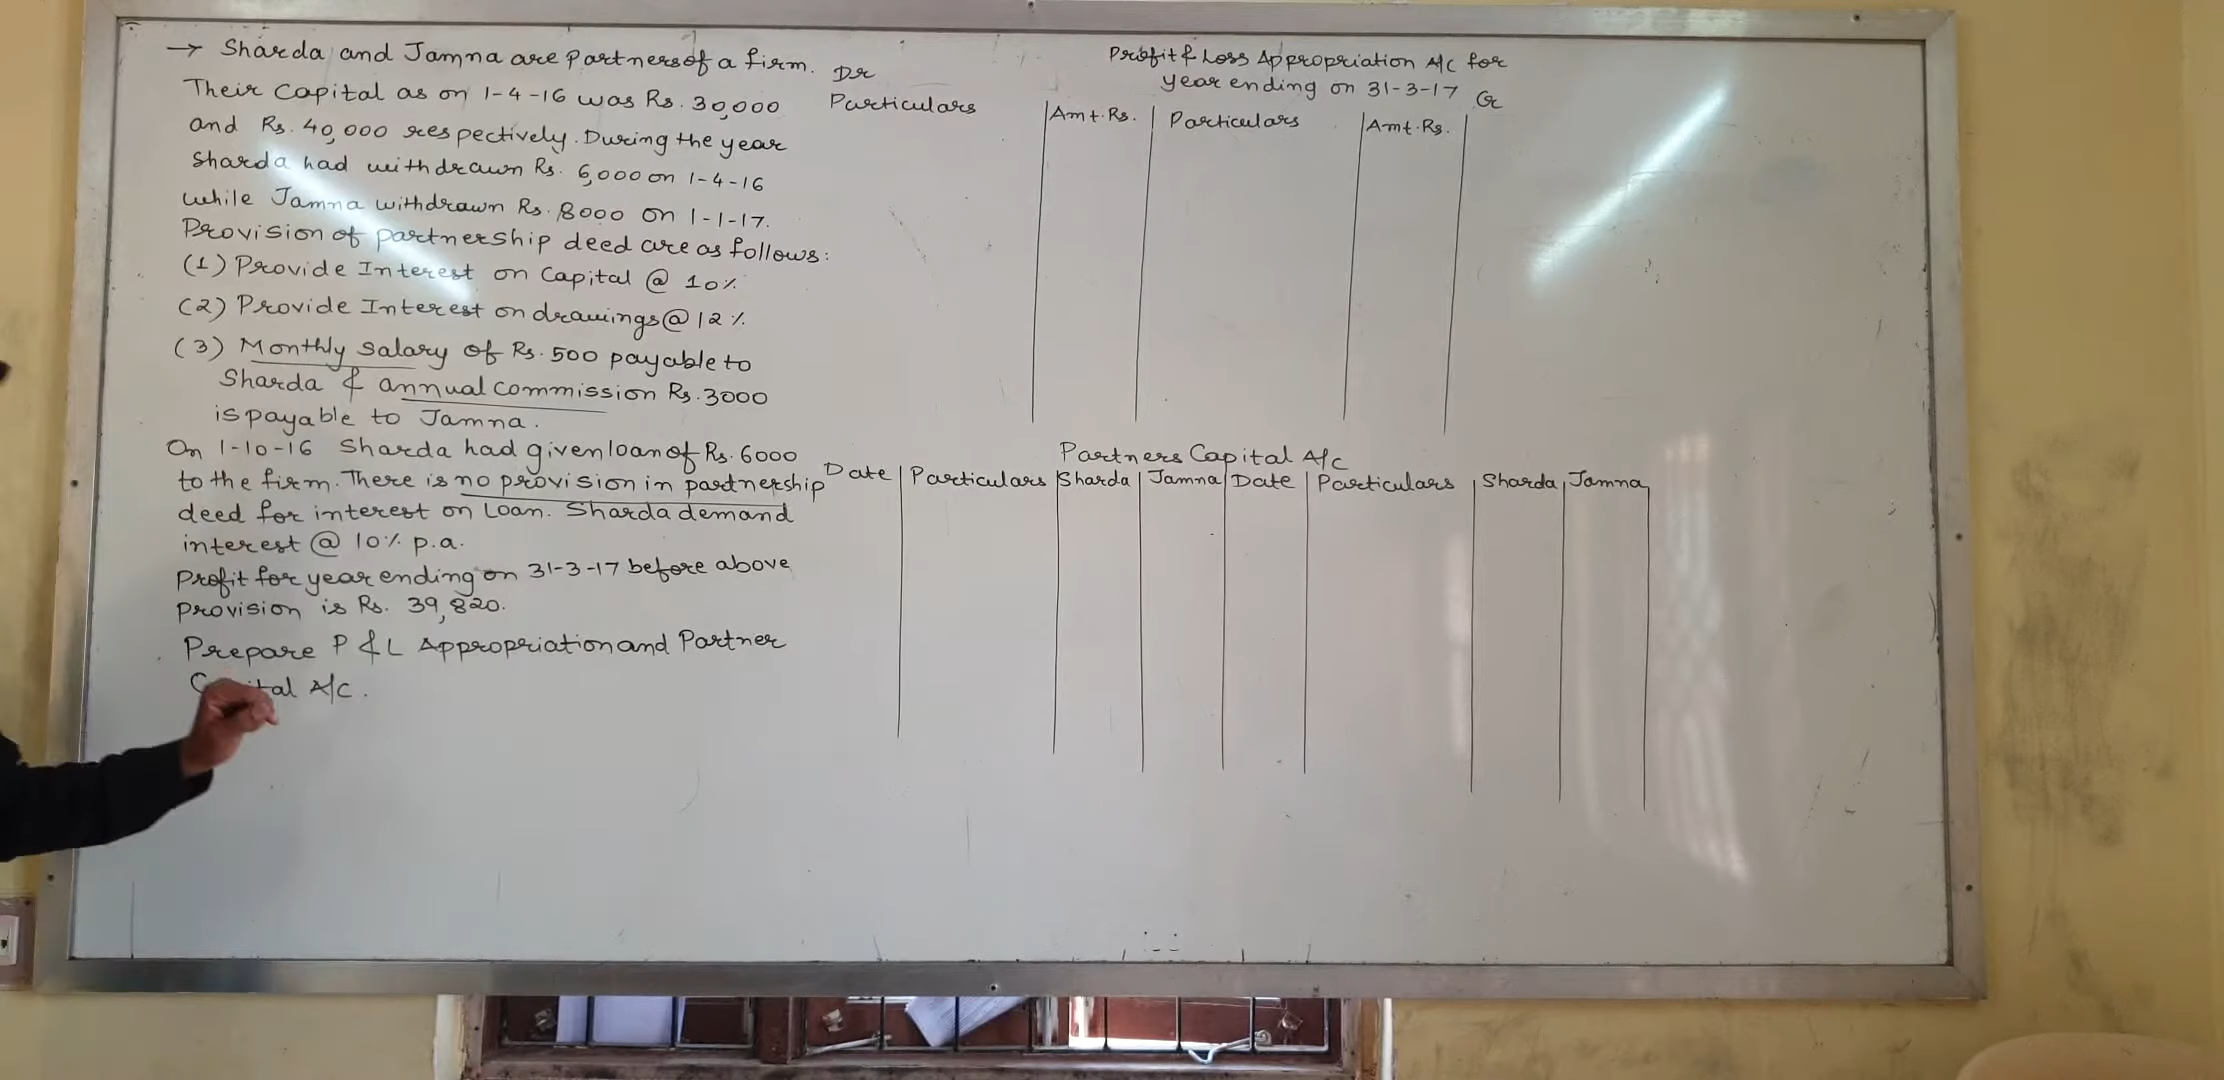 → Sharda and Jamna are Partners of a firm.
Their Capital as on 1-4-16 was Rs. 30,000
and Rs. 40,000 respectively. During the year
Sharda had withdrawn Rs. 6,000 on 1-4-16
while Jamna withdrawn Rs. 8000 on 1-1-17.
Provision of partnership deed are as follows:
(1) Provide Interest on Capital @ 10%
(2) Provide Interest on drawings @ 12%
(3) Monthly Salary of Rs. 500 payable to
Sharda & annual commission Rs. 3000
is payable to Jamna.
On 1-10-16 Sharda had given loan of Rs. 6000
to the firm. There is no provision in partnership
deed for interest on Loan. Sharda demand
interest @ 10% p.a.
Profit for year ending on 31-3-17 before above
provision is Rs. 39,820.
Prepare P & L Appropriation and Partner
tal A/c.
Profit & Loss Appropriation A/c for
year ending on 31-3-17
Dr Cr
Particulars Amt. Rs. Particulars Amt. Rs.
Partners Capital A/c
Date Particulars Sharda Jamna Date Particulars Sharda Jamna